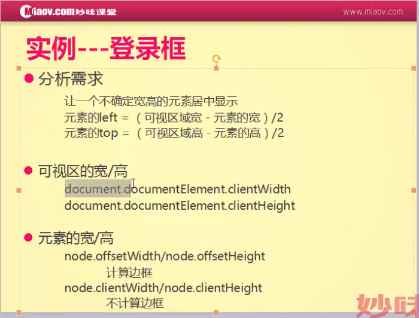 Miaov.com妙味课堂
www.miaov.com
实例---登录框
分析需求
让一个不确定宽高的元素居中显示
元素的left = （可视区域宽 - 元素的宽）/2
元素的top = （可视区域高 - 元素的高）/2
可视区的宽/高
document.documentElement.clientWidth
document.documentElement.clientHeight
元素的宽/高
node.offsetWidth/node.offsetHeight
计算边框
node.clientWidth/node.clientHeight
不计算边框
妙味